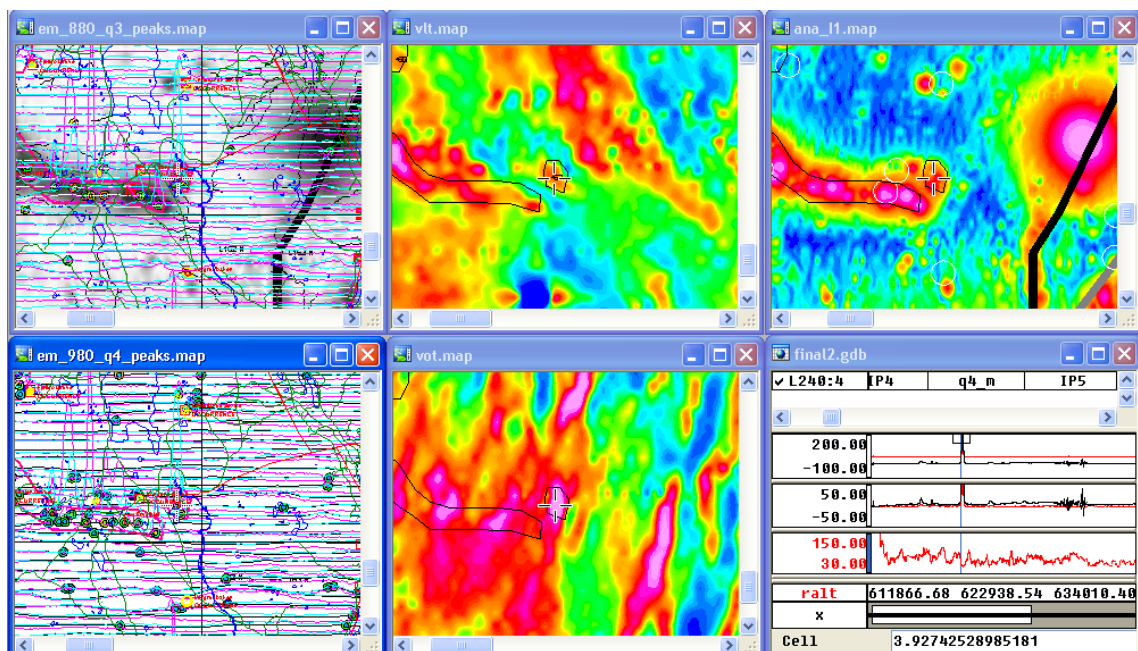 em_880_q3_peaks.map
vlt.map
ana_l1.map
OCCURRENCE
em_980_q4_peaks.map
vot.map
final2.gdb
L240:4 IP4 q4_m IP5
200.00
-100.00
50.00
-50.00
150.00
30.00
ralt 611866.68 622938.54 634010.40
x
Cell 3.92742528985181
OCCURRENCE